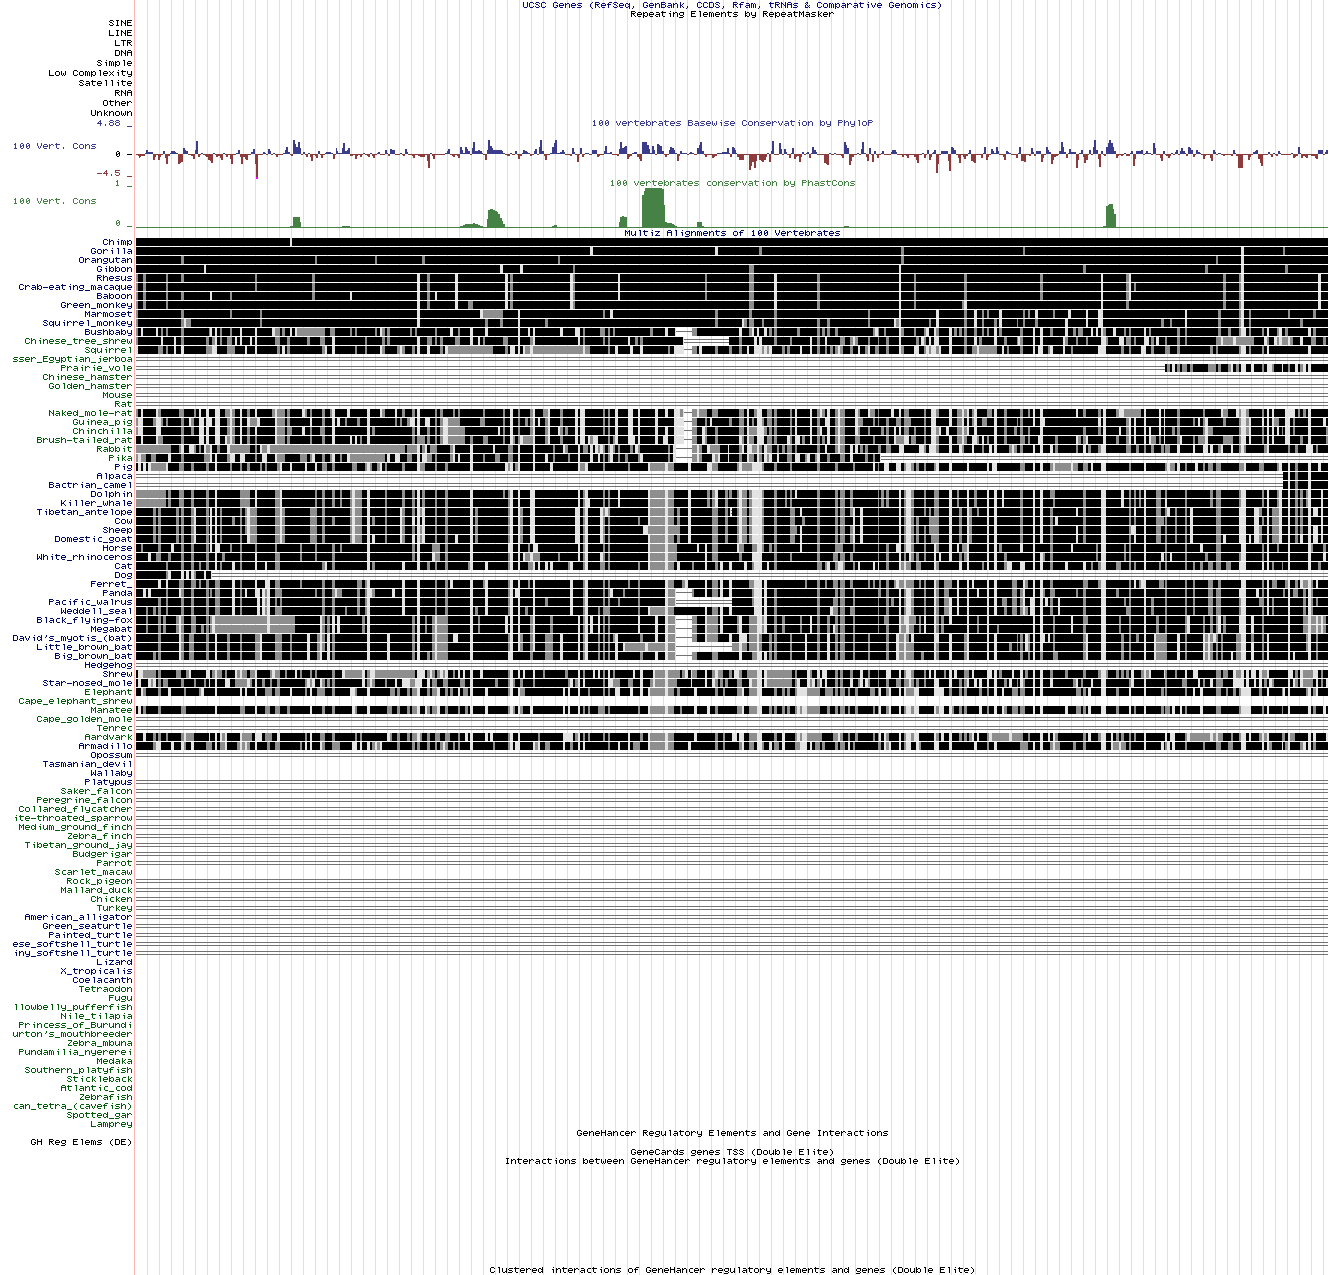 UCSC Genes (RefSeq, GenBank, CCDS, Rfam, tRNAs & Comparative Genomics)
Repeating Elements by RepeatMasker
SINE
LINE
LTR
DNA
Simple
Low Complexity
Satellite
RNA
Other
Unknown
4.88 _
100 vertebrates Basewise Conservation by PhyloP
100 Vert. Cons
0 _
-4.5 _
1 _
100 vertebrates conservation by PhastCons
100 Vert. Cons
0 _
Multiz Alignments of 100 Vertebrates
Chimp
Gorilla
Orangutan
Gibbon
Rhesus
Crab-eating_macaque
Baboon
Green_monkey
Marmoset
Squirrel_monkey
Bushbaby
Chinese_tree_shrew
Squirrel
sser_Egyptian_jerboa
Prairie_vole
Chinese_hamster
Golden_hamster
Mouse
Rat
Naked_mole-rat
Guinea_pig
Chinchilla
Brush-tailed_rat
Rabbit
Pika
Pig
Alpaca
Bactrian_camel
Dolphin
Killer_whale
Tibetan_antelope
Cow
Sheep
Domestic_goat
Horse
White_rhinoceros
Cat
Dog
Ferret_
Panda
Pacific_walrus
Weddell_seal
Black_flying-fox
Megabat
David's_myotis_(bat)
Little_brown_bat
Big_brown_bat
Hedgehog
Shrew
Star-nosed_mole
Elephant
Cape_elephant_shrew
Manatee
Cape_golden_mole
Tenrec
Aardvark
Armadillo
Opossum
Tasmanian_devil
Wallaby
Platypus
Saker_falcon
Peregrine_falcon
Collared_flycatcher
ite-throated_sparrow
Medium_ground_finch
Zebra_finch
Tibetan_ground_jay
Budgerigar
Parrot
Scarlet_macaw
Rock_pigeon
Mallard_duck
Chicken
Turkey
American_alligator
Green_seaturtle
Painted_turtle
ese_softshell_turtle
iny_softshell_turtle
Lizard
X_tropicalis
Coelacanth
Tetraodon
Fugu
llowbelly_pufferfish
Nile_tilapia
Princess_of_Burundi
urton's_mouthbreeder
Zebra_mbuna
Pundamilia_nyererei
Medaka
Southern_platyfish
Stickleback
Atlantic_cod
Zebrafish
can_tetra_(cavefish)
Spotted_gar
Lamprey
GeneHancer Regulatory Elements and Gene Interactions
GH Reg Elems (DE)
GeneCards genes TSS (Double Elite)
Interactions between GeneHancer regulatory elements and genes (Double Elite)
Clustered interactions of GeneHancer regulatory elements and genes (Double Elite)